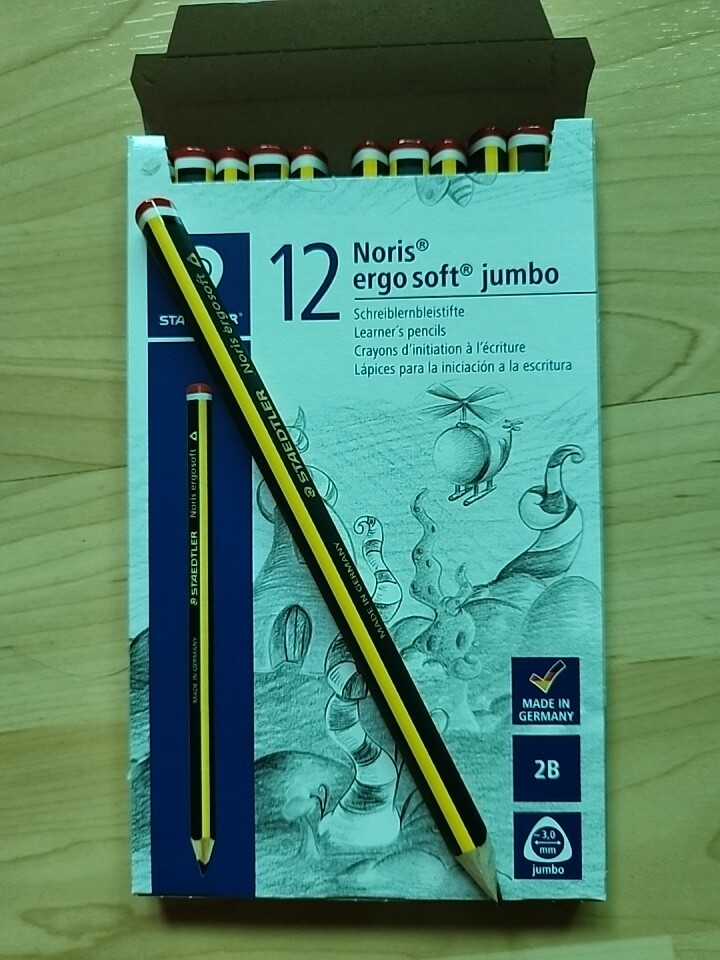 12
Noris®
ergo soft® jumbo
Schreiblernbleistifte
Learner's pencils
Crayons d'initiation à l'écriture
Lápices para la iniciación a la escritura
STA R®
Noris ergosoft
STAEDTLER
MADE IN GERMANY
Noris ergosoft
STAEDTLER
MADE IN GERMANY
MADE IN
GERMANY
2B
~3,0
mm
jumbo